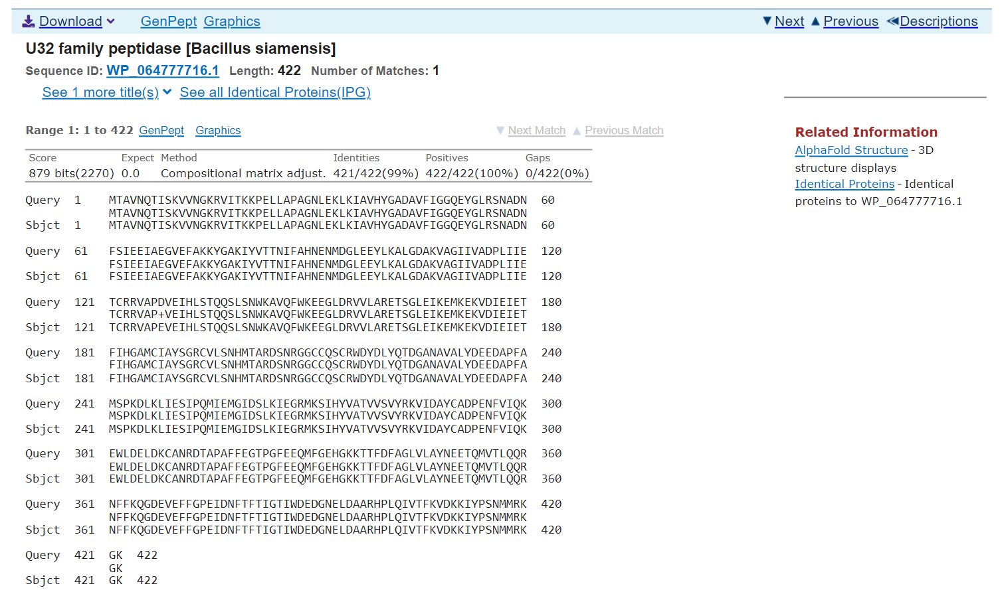 Download GenPept Graphics Next Previous Descriptions
U32 family peptidase [Bacillus siamensis]
Sequence ID: WP_064777716.1 Length: 422 Number of Matches: 1
See 1 more title(s) See all Identical Proteins(IPG)
Range 1: 1 to 422 GenPept Graphics Next Match Previous Match
Score Expect Method Identities Positives Gaps
879 bits(2270) 0.0 Compositional matrix adjust. 421/422(99%) 422/422(100%) 0/422(0%)
Query 1 MTAVNQTISKVVNGKRVITKKPELLAPAGNLEKLKIAVHYGADAVFIGGQEYGLRSNADN 60
MTAVNQTISKVVNGKRVITKKPELLAPAGNLEKLKIAVHYGADAVFIGGQEYGLRSNADN
Sbjct 1 MTAVNQTISKVVNGKRVITKKPELLAPAGNLEKLKIAVHYGADAVFIGGQEYGLRSNADN 60
Query 61 FSIEEIAEGVEFAKKYGAKIYVTTNIFAHNENMDGLEEYLKALGDAKVAGIIVADPLIIE 120
FSIEEIAEGVEFAKKYGAKIYVTTNIFAHNENMDGLEEYLKALGDAKVAGIIVADPLIIE
Sbjct 61 FSIEEIAEGVEFAKKYGAKIYVTTNIFAHNENMDGLEEYLKALGDAKVAGIIVADPLIIE 120
Query 121 TCRRVAPDVEIHLSTQQSLSNWKAVQFWKEEGLDRVVLARETSGLEIKEMKEKVDIEIET 180
TCRRVAP+VEIHLSTQQSLSNWKAVQFWKEEGLDRVVLARETSGLEIKEMKEKVDIEIET
Sbjct 121 TCRRVAPEVEIHLSTQQSLSNWKAVQFWKEEGLDRVVLARETSGLEIKEMKEKVDIEIET 180
Query 181 FIHGAMCIAYSGRCVLSNHMTARDSNRGGCCQSCRWDYDLYQTDGANAVALYDEEDAPFA 240
FIHGAMCIAYSGRCVLSNHMTARDSNRGGCCQSCRWDYDLYQTDGANAVALYDEEDAPFA
Sbjct 181 FIHGAMCIAYSGRCVLSNHMTARDSNRGGCCQSCRWDYDLYQTDGANAVALYDEEDAPFA 240
Query 241 MSPKDLKLIESIPQMIEMGIDSLKIEGRMKSIHYVATVVSVYRKVIDAYCADPENFVIQK 300
MSPKDLKLIESIPQMIEMGIDSLKIEGRMKSIHYVATVVSVYRKVIDAYCADPENFVIQK
Sbjct 241 MSPKDLKLIESIPQMIEMGIDSLKIEGRMKSIHYVATVVSVYRKVIDAYCADPENFVIQK 300
Query 301 EWLDELDKCANRDTAPAFFEGTPGFEEQMFGEHGKKTTFDFAGLVLAYNEETQMVTLQQR 360
EWLDELDKCANRDTAPAFFEGTPGFEEQMFGEHGKKTTFDFAGLVLAYNEETQMVTLQQR
Sbjct 301 EWLDELDKCANRDTAPAFFEGTPGFEEQMFGEHGKKTTFDFAGLVLAYNEETQMVTLQQR 360
Query 361 NFFKQGDEVEFFGPEIDNFTFTIGTIWDEDGNELDAARHPLQIVTFKVDKKIYPSNMMRK 420
NFFKQGDEVEFFGPEIDNFTFTIGTIWDEDGNELDAARHPLQIVTFKVDKKIYPSNMMRK
Sbjct 361 NFFKQGDEVEFFGPEIDNFTFTIGTIWDEDGNELDAARHPLQIVTFKVDKKIYPSNMMRK 420
Query 421 GK 422
GK
Sbjct 421 GK 422
Related Information
AlphaFold Structure - 3D
structure displays
Identical Proteins - Identical
proteins to WP_064777716.1